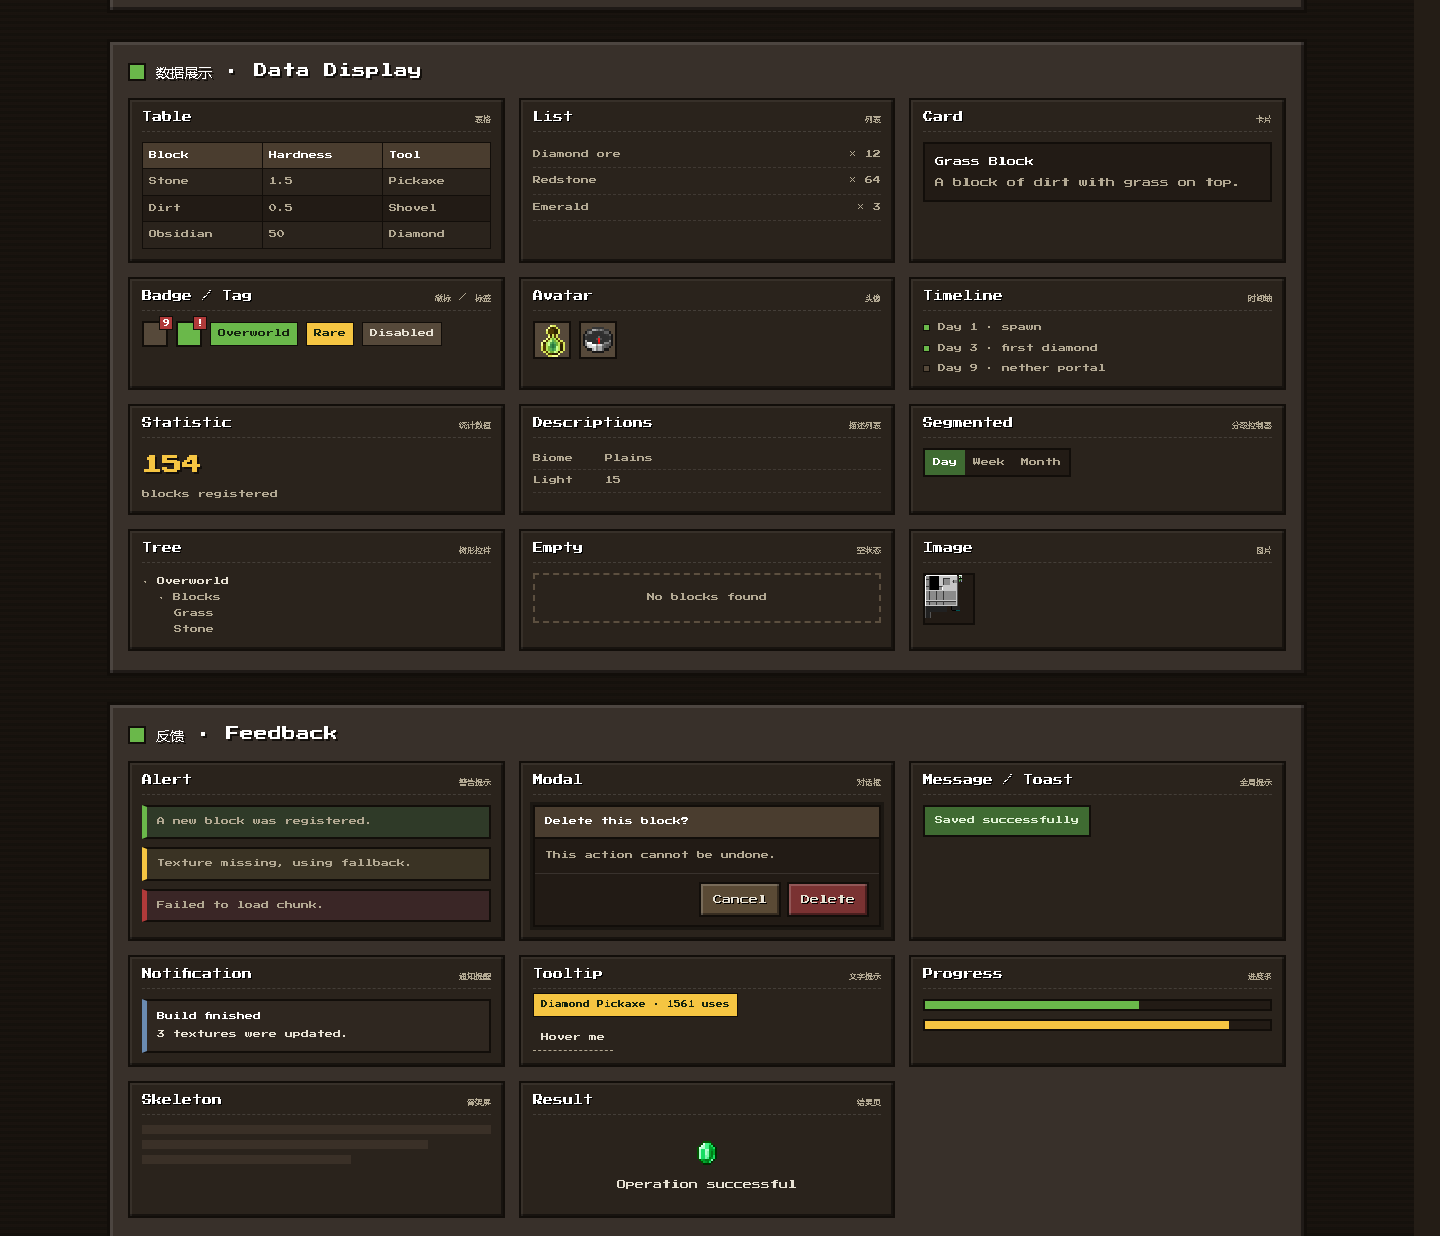 数据展示 · Data Display
Table 表格
Block Hardness Tool
Stone 1.5 Pickaxe
Dirt 0.5 Shovel
Obsidian 50 Diamond
List 列表
Diamond ore × 12
Redstone × 64
Emerald × 3
Card 卡片
Grass Block
A block of dirt with grass on top.
Badge / Tag 徽标 / 标签
9 ! Overworld Rare Disabled
Avatar 头像
Timeline 时间轴
Day 1 · spawn
Day 3 · first diamond
Day 9 · nether portal
Statistic 统计数值
154
blocks registered
Descriptions 描述列表
Biome Plains
Light 15
Segmented 分段控制器
Day Week Month
Tree 树形控件
Overworld
Blocks
Grass
Stone
Empty 空状态
No blocks found
Image 图片
反馈 · Feedback
Alert 警告提示
A new block was registered.
Texture missing, using fallback.
Failed to load chunk.
Modal 对话框
Delete this block?
This action cannot be undone.
Cancel Delete
Message / Toast 全局提示
Saved successfully
Notification 通知提醒
Build finished
3 textures were updated.
Tooltip 文字提示
Diamond Pickaxe · 1561 uses
Hover me
Progress 进度条
Skeleton 骨架屏
Result 结果页
Operation successful